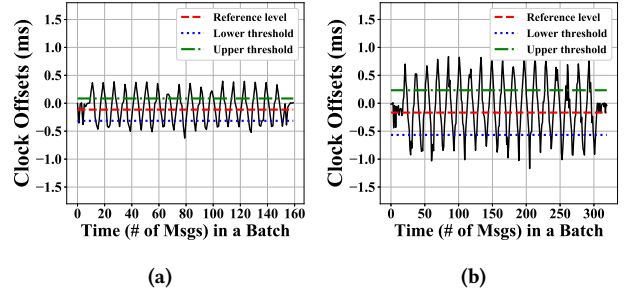 Clock Offsets (ms)
1.5
1.0
0.5
0.0
−0.5
−1.0
−1.5
Reference level
Lower threshold
Upper threshold
0 20 40 60 80 100 120 140 160
Time (# of Msgs) in a Batch
(a)
Clock Offsets (ms)
1.5
1.0
0.5
0.0
−0.5
−1.0
−1.5
Reference level
Lower threshold
Upper threshold
0 50 100 150 200 250 300
Time (# of Msgs) in a Batch
(b)